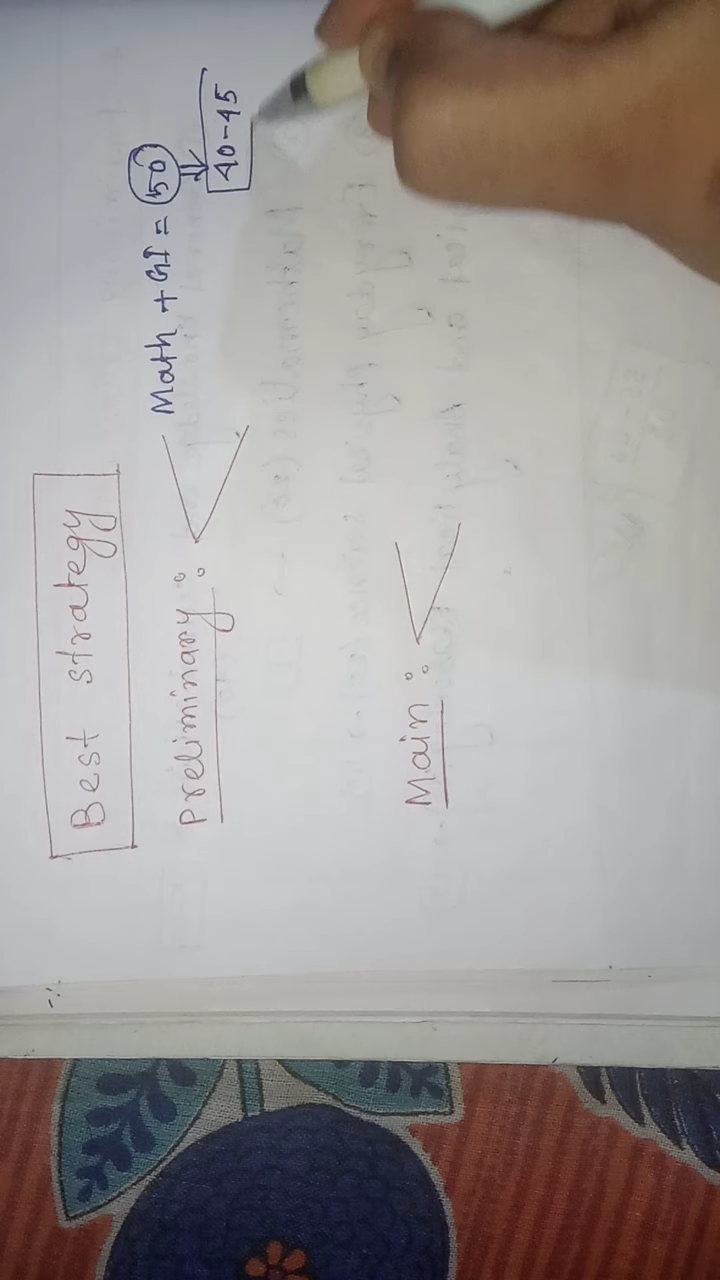 Best strategy
Preliminary:
Math + GI = 50
⇓
40-45
Main: